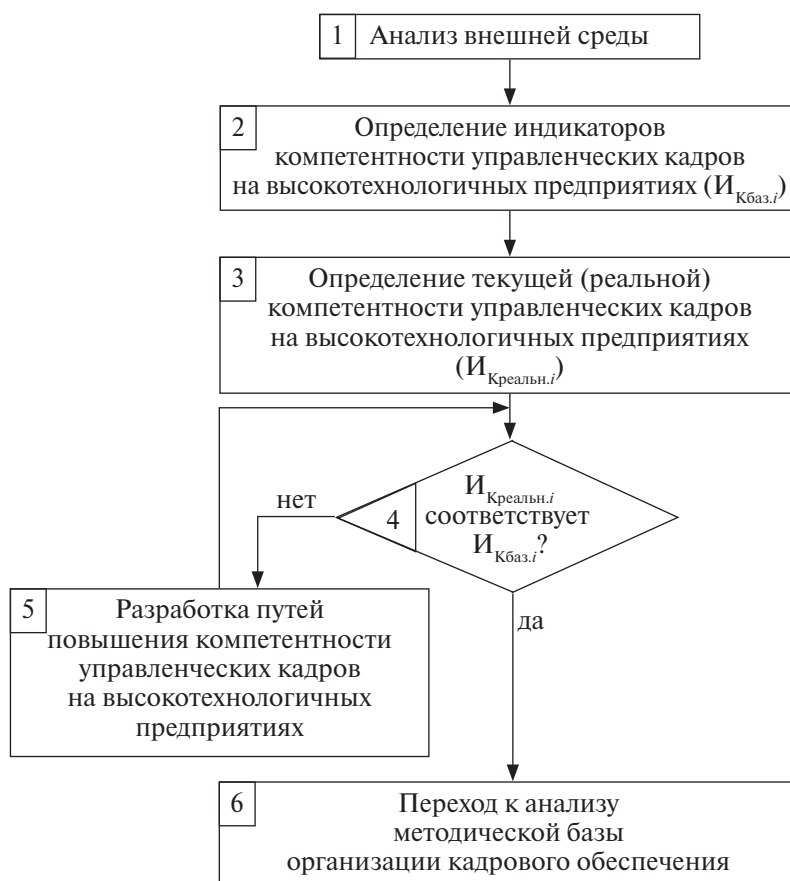 1 Анализ внешней среды
2 Определение индикаторов
компетентности управленческих кадров
на высокотехнологичных предприятиях (ИКбаз.i)
3 Определение текущей (реальной)
компетентности управленческих кадров
на высокотехнологичных предприятиях
(ИКреальн.i)
нет
4
ИКреальн.i
соответствует
ИКбаз.i?
да
5 Разработка путей
повышения компетентности
управленческих кадров
на высокотехнологичных
предприятиях
6 Переход к анализу
методической базы
организации кадрового обеспечения